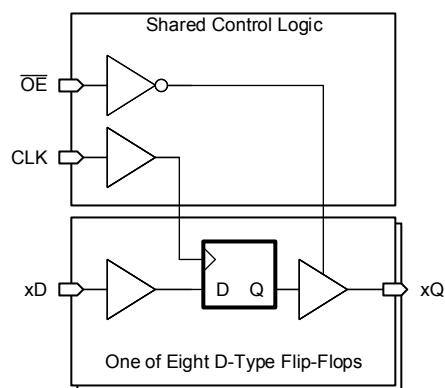 Shared Control Logic
OE
CLK
D Q
xD
xQ
One of Eight D-Type Flip-Flops